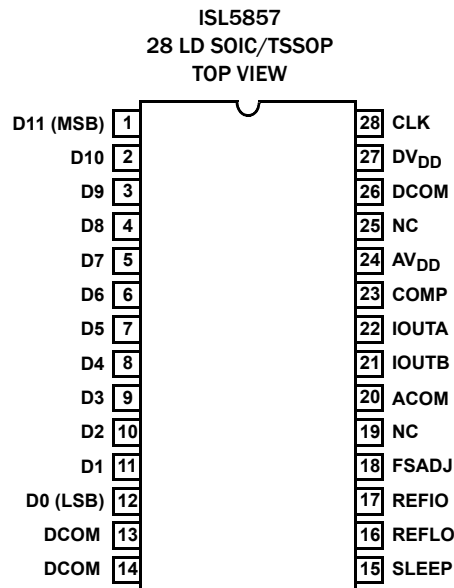 ISL5857
28 LD SOIC/TSSOP
TOP VIEW
D11 (MSB) 1 28 CLK
D10 2 27 DVDD
D9 3 26 DCOM
D8 4 25 NC
D7 5 24 AVDD
D6 6 23 COMP
D5 7 22 IOUTA
D4 8 21 IOUTB
D3 9 20 ACOM
D2 10 19 NC
D1 11 18 FSADJ
D0 (LSB) 12 17 REFIO
DCOM 13 16 REFLO
DCOM 14 15 SLEEP